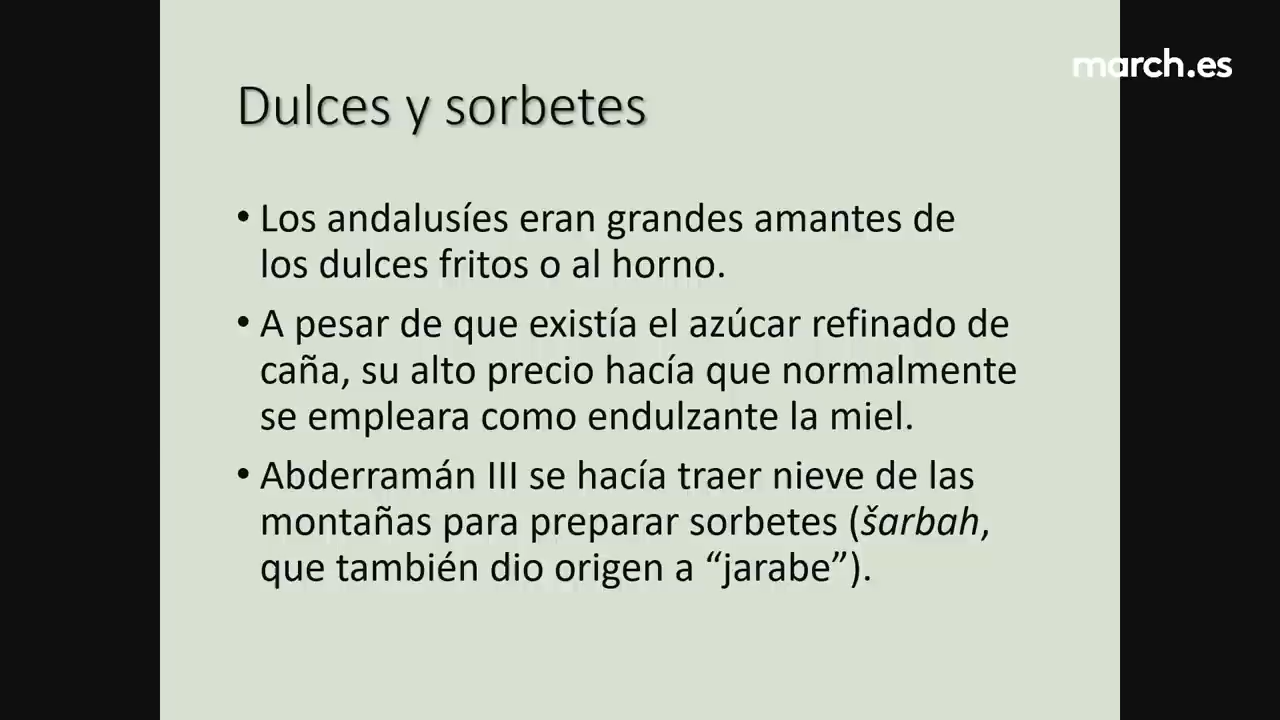 march.es
Dulces y sorbetes
• Los andalusíes eran grandes amantes de
los dulces fritos o al horno.
• A pesar de que existía el azúcar refinado de
caña, su alto precio hacía que normalmente
se empleara como endulzante la miel.
• Abderramán III se hacía traer nieve de las
montañas para preparar sorbetes (šarbah,
que también dio origen a “jarabe”).